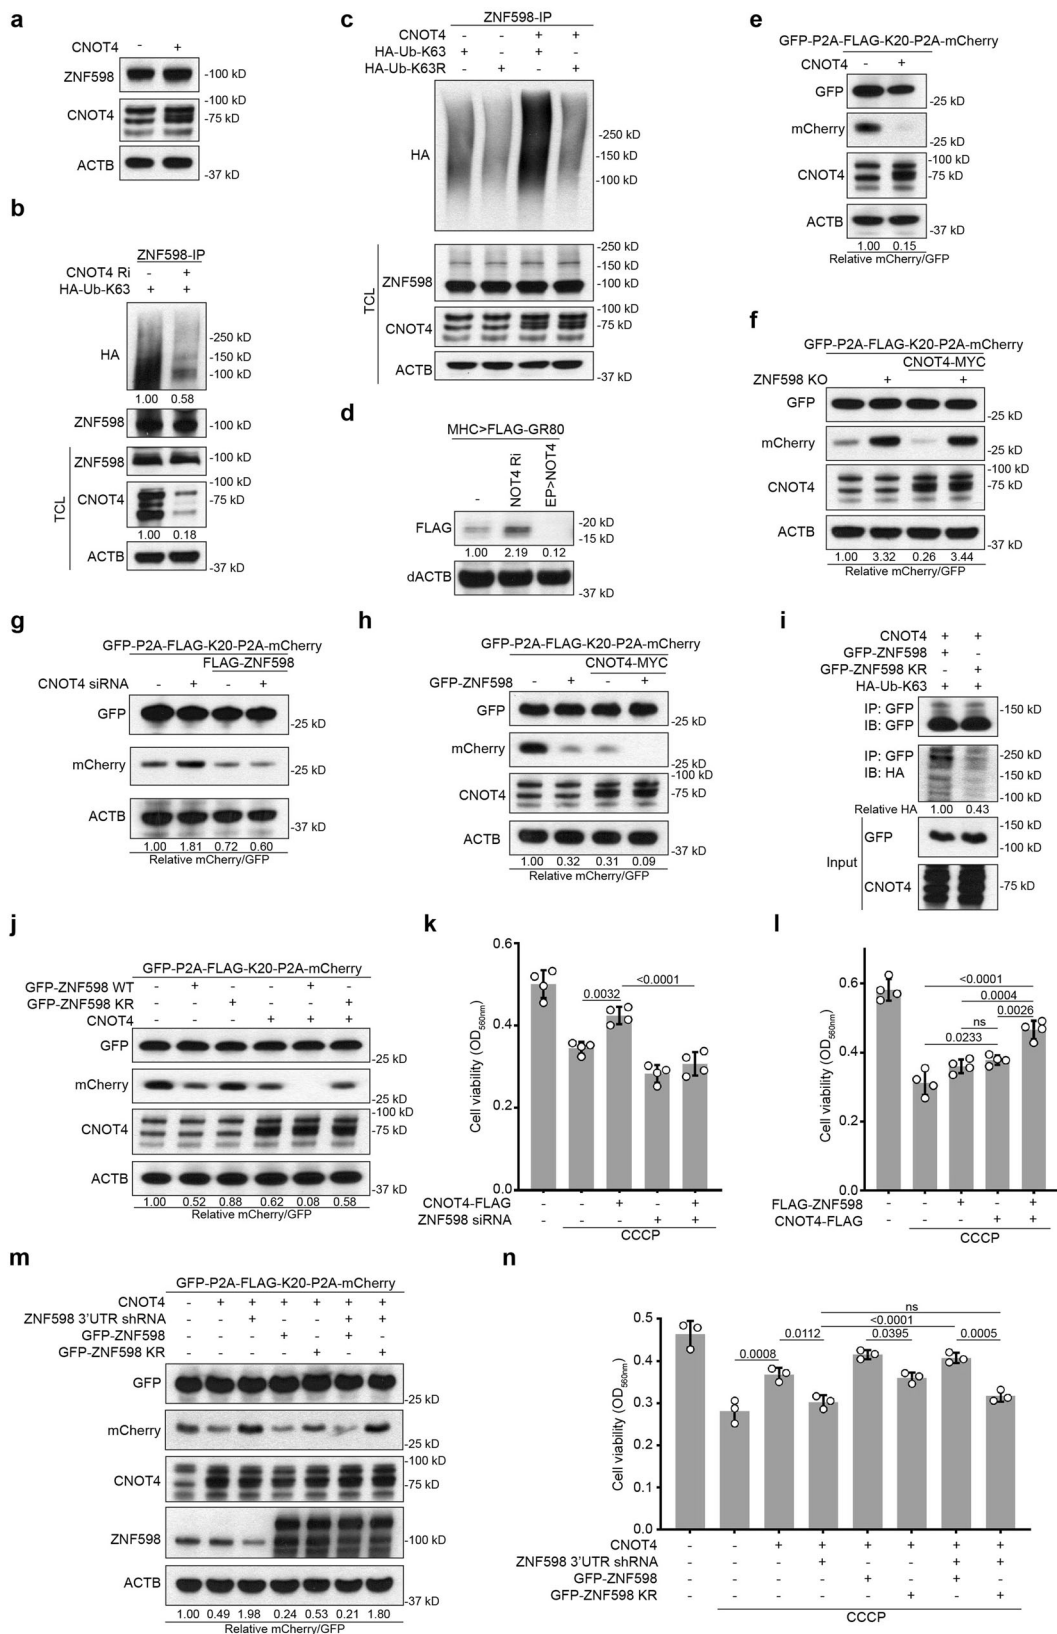 a
CNOT4 - +
ZNF598 -100 kD
-100 kD
CNOT4 -75 kD
ACTB
-37 kD
b
ZNF598-IP
CNOT4 Ri - +
HA-Ub-K63 + +
HA
-250 kD
-150 kD
-100 kD
1.00 0.58
ZNF598 -100 kD
TCL
ZNF598 -100 kD
-100 kD
CNOT4 -75 kD
1.00 0.18
ACTB
-37 kD
c
ZNF598-IP
CNOT4 + +
HA-Ub-K63 + +
HA-Ub-K63R + +
HA
-250 kD
-150 kD
-100 kD
TCL
-250 kD
-150 kD
ZNF598 -100 kD
-100 kD
CNOT4 -75 kD
ACTB
-37 kD
d
MHC>FLAG-GR80
- NOT4 Ri EP>NOT4
FLAG -20 kD
-15 kD
1.00 2.19 0.12
dACTB
-37 kD
e
GFP-P2A-FLAG-K20-P2A-mCherry
CNOT4 - +
GFP
-25 kD
mCherry
-25 kD
-100 kD
CNOT4 -75 kD
ACTB
-37 kD
1.00 0.15
Relative mCherry/GFP
f
GFP-P2A-FLAG-K20-P2A-mCherry
CNOT4-MYC
ZNF598 KO - + - +
GFP
-25 kD
mCherry
-25 kD
-100 kD
CNOT4 -75 kD
ACTB
-37 kD
1.00 3.32 0.26 3.44
Relative mCherry/GFP
g
GFP-P2A-FLAG-K20-P2A-mCherry
FLAG-ZNF598
CNOT4 siRNA - + - +
GFP
-25 kD
mCherry
-25 kD
ACTB
-37 kD
1.00 1.81 0.72 0.60
Relative mCherry/GFP
h
GFP-P2A-FLAG-K20-P2A-mCherry
CNOT4-MYC
GFP-ZNF598 - + - +
GFP
-25 kD
mCherry
-25 kD
-100 kD
CNOT4 -75 kD
ACTB
-37 kD
1.00 0.32 0.31 0.09
Relative mCherry/GFP
i
CNOT4 + +
GFP-ZNF598 + -
GFP-ZNF598 KR - +
HA-Ub-K63 + +
IP: GFP -150 kD
IB: GFP
IP: GFP -250 kD
IB: HA -150 kD
-100 kD
Relative HA 1.00 0.43
Input
GFP -150 kD
-100 kD
CNOT4 -75 kD
j
GFP-P2A-FLAG-K20-P2A-mCherry
GFP-ZNF598 WT - + - - + -
GFP-ZNF598 KR - - + - - +
CNOT4 - - - + + +
GFP
-25 kD
mCherry
-25 kD
-100 kD
CNOT4 -75 kD
ACTB
-37 kD
1.00 0.52 0.88 0.62 0.08 0.58
Relative mCherry/GFP
k
Cell viability (OD560nm)
0.6
0.4
0.2
0.0
0.0032
<0.0001
CNOT4-FLAG - - + - +
ZNF598 siRNA - - - + +
CCCP
l
Cell viability (OD560nm)
0.6
0.4
0.2
0.0
<0.0001
0.0004
ns
0.0026
0.0233
FLAG-ZNF598 - - + - +
CNOT4-FLAG - - - + +
CCCP
m
GFP-P2A-FLAG-K20-P2A-mCherry
CNOT4 - + + + + + +
ZNF598 3'UTR shRNA - - + - - + +
GFP-ZNF598 - - - + - + -
GFP-ZNF598 KR - - - - + - +
GFP
-25 kD
mCherry
-25 kD
-100 kD
CNOT4 -75 kD
ZNF598 -100 kD
ACTB
-37 kD
1.00 0.49 1.98 0.24 0.53 0.21 1.80
Relative mCherry/GFP
n
Cell viability (OD560nm)
0.5
0.4
0.3
0.2
0.1
0.0
ns
<0.0001
0.0112
0.0395
0.0005
0.0008
CNOT4 - - + + + + + +
ZNF598 3'UTR shRNA - - - + - - + +
GFP-ZNF598 - - - - + - + -
GFP-ZNF598 KR - - - - - + - +
CCCP